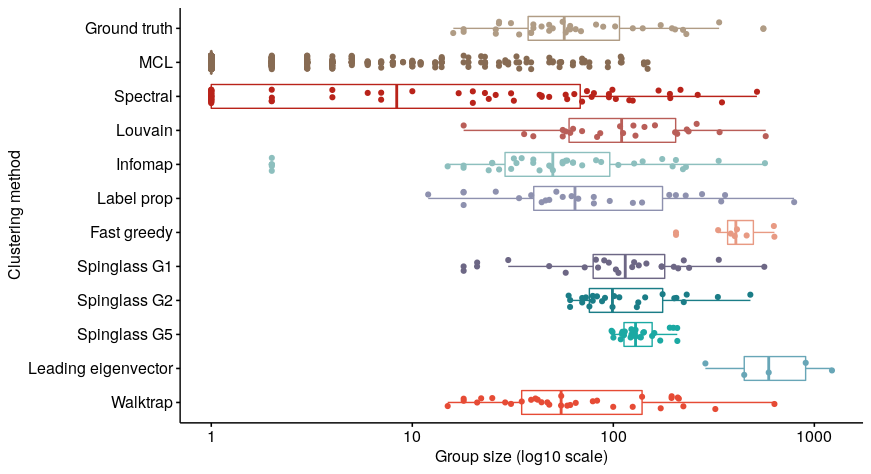 Clustering method
Ground truth
MCL
Spectral
Louvain
Infomap
Label prop
Fast greedy
Spinglass G1
Spinglass G2
Spinglass G5
Leading eigenvector
Walktrap
1 10 100 1000
Group size (log10 scale)